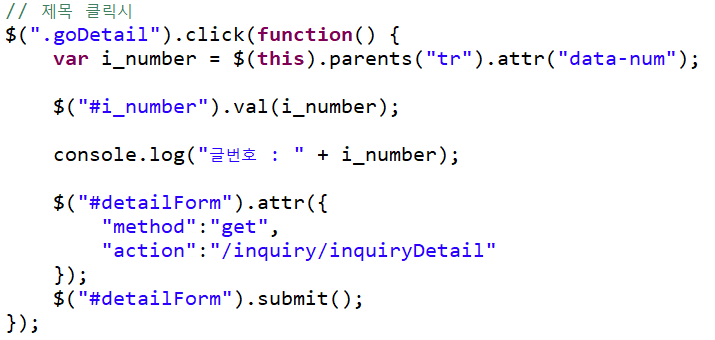 // 제목 클릭시
$(".goDetail").click(function() {
    var i_number = $(this).parents("tr").attr("data-num");

    $("#i_number").val(i_number);

    console.log("글번호 : " + i_number);

    $("#detailForm").attr({
        "method":"get",
        "action":"/inquiry/inquiryDetail"
    });
    $("#detailForm").submit();
});